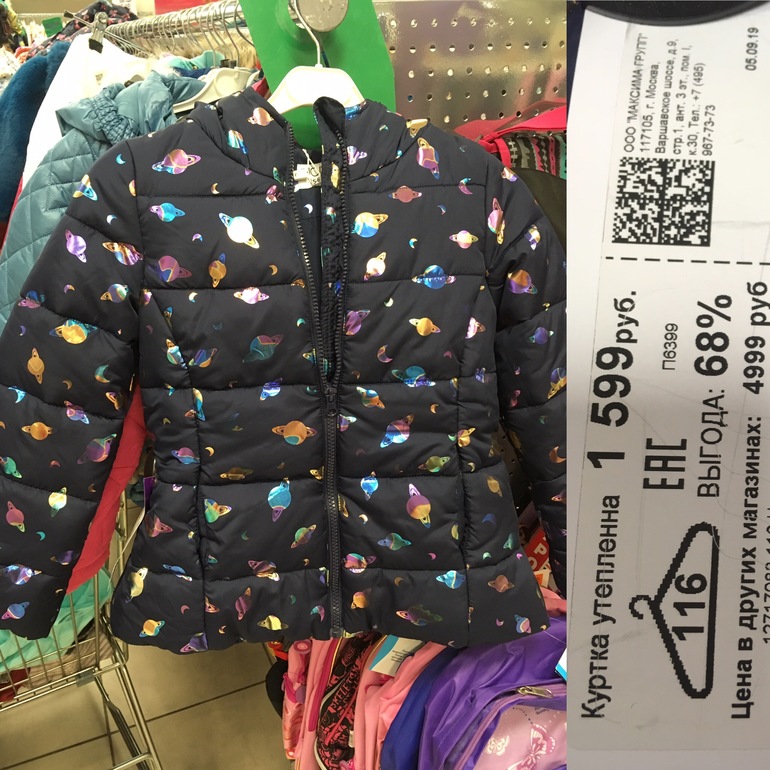 ООО "МАКСИМА ГРУПП"
117105, г. Москва,
Варшавское шоссе, д.9,
стр.1, ант. 3 эт., пом. I,
к.30, Тел.: +7 (495)
967-73-73
05.09.19
Куртка утепленна 1 599 руб.
П6399
116
ЕАС
ВЫГОДА: 68%
Цена в других магазинах: 4999 руб